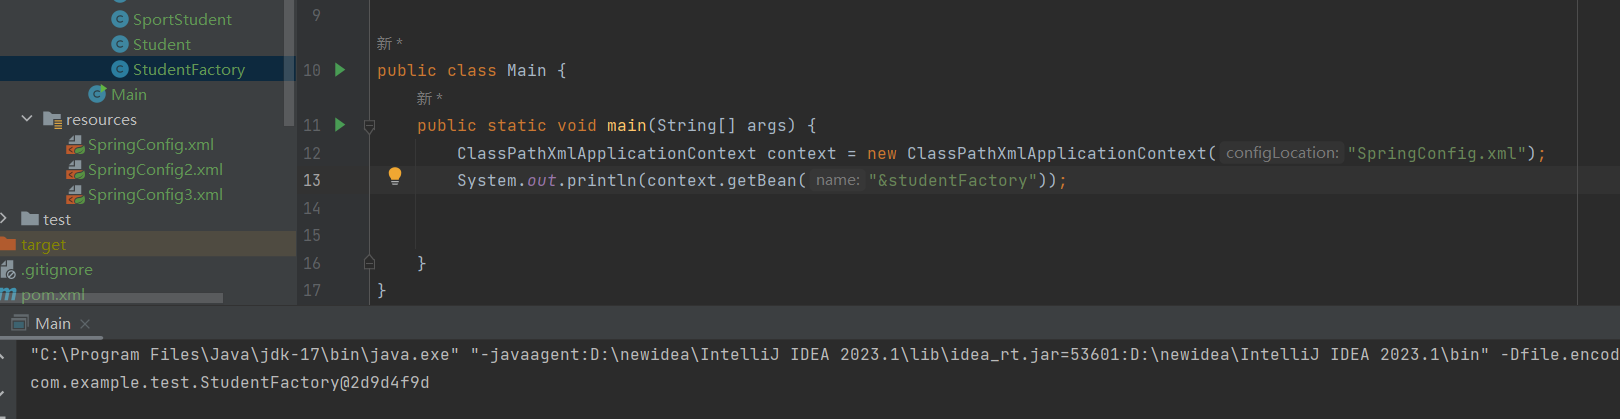 SportStudent
Student
StudentFactory
Main
resources
SpringConfig.xml
SpringConfig2.xml
SpringConfig3.xml
test
target
.gitignore
pom.xml
9
新 *
10 public class Main {
新 *
11 public static void main(String[] args) {
12 ClassPathXmlApplicationContext context = new ClassPathXmlApplicationContext( configLocation: "SpringConfig.xml");
13 System.out.println(context.getBean( name: "&studentFactory"));
14
15
16 }
17 }
Main
"C:\Program Files\Java\jdk-17\bin\java.exe" "-javaagent:D:\newidea\IntelliJ IDEA 2023.1\lib\idea_rt.jar=53601:D:\newidea\IntelliJ IDEA 2023.1\bin" -Dfile.encod
com.example.test.StudentFactory@2d9d4f9d